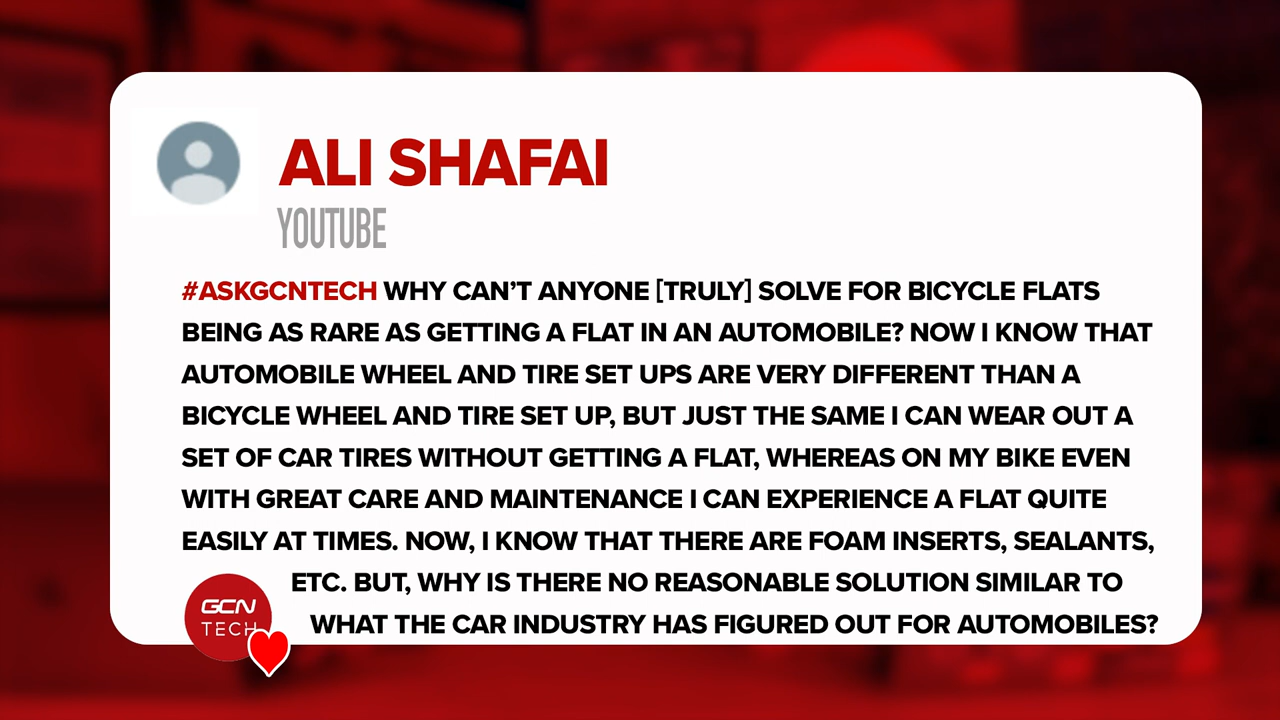 ALI SHAFAI
YOUTUBE
#ASKGCNTECH WHY CAN'T ANYONE [TRULY] SOLVE FOR BICYCLE FLATS
BEING AS RARE AS GETTING A FLAT IN AN AUTOMOBILE? NOW I KNOW THAT
AUTOMOBILE WHEEL AND TIRE SET UPS ARE VERY DIFFERENT THAN A
BICYCLE WHEEL AND TIRE SET UP, BUT JUST THE SAME I CAN WEAR OUT A
SET OF CAR TIRES WITHOUT GETTING A FLAT, WHEREAS ON MY BIKE EVEN
WITH GREAT CARE AND MAINTENANCE I CAN EXPERIENCE A FLAT QUITE
EASILY AT TIMES. NOW, I KNOW THAT THERE ARE FOAM INSERTS, SEALANTS,
ETC. BUT, WHY IS THERE NO REASONABLE SOLUTION SIMILAR TO
WHAT THE CAR INDUSTRY HAS FIGURED OUT FOR AUTOMOBILES?
GCN
TECH